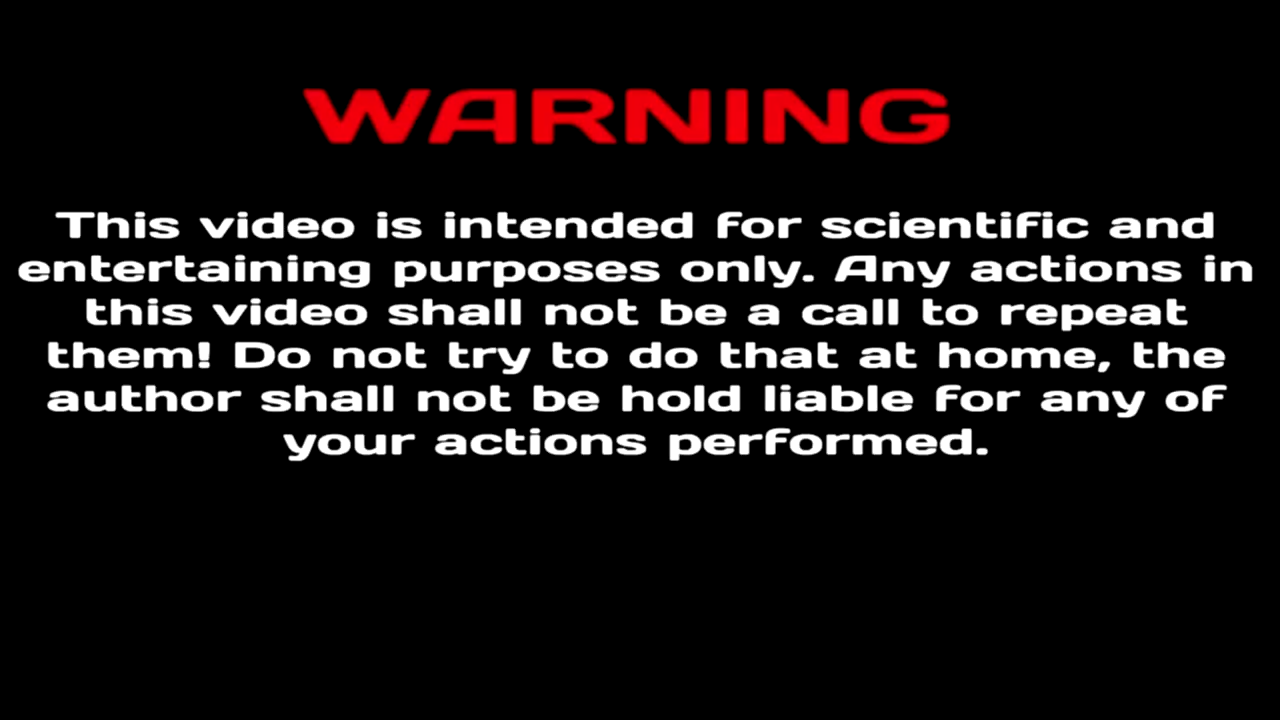 WARNING
This video is intended for scientific and
entertaining purposes only. Any actions in
this video shall not be a call to repeat
them! Do not try to do that at home, the
author shall not be hold liable for any of
your actions performed.